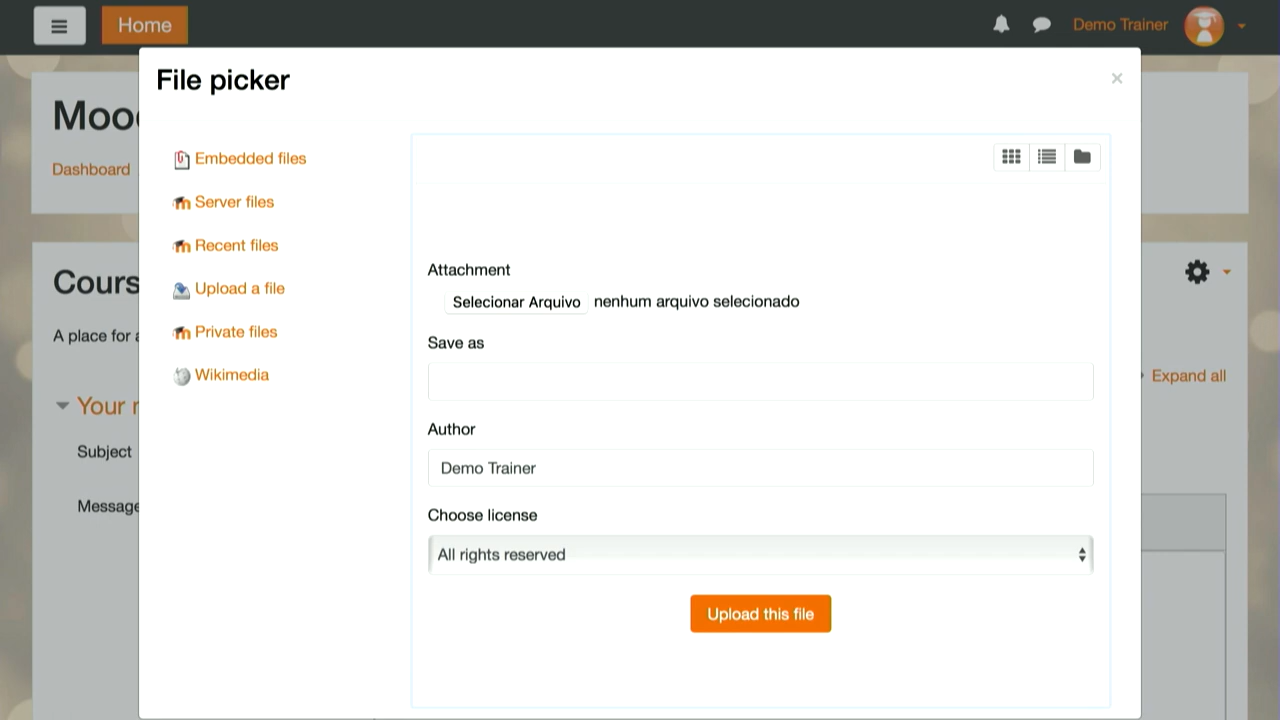 Home
Demo Trainer
File picker
×
Dashboard
Embedded files
Server files
Recent files
Upload a file
Private files
Wikimedia
Attachment
Selecionar Arquivo nenhum arquivo selecionado
Save as
Author
Demo Trainer
Choose license
All rights reserved
Upload this file
A place for
Expand all
Your
Subject
Message